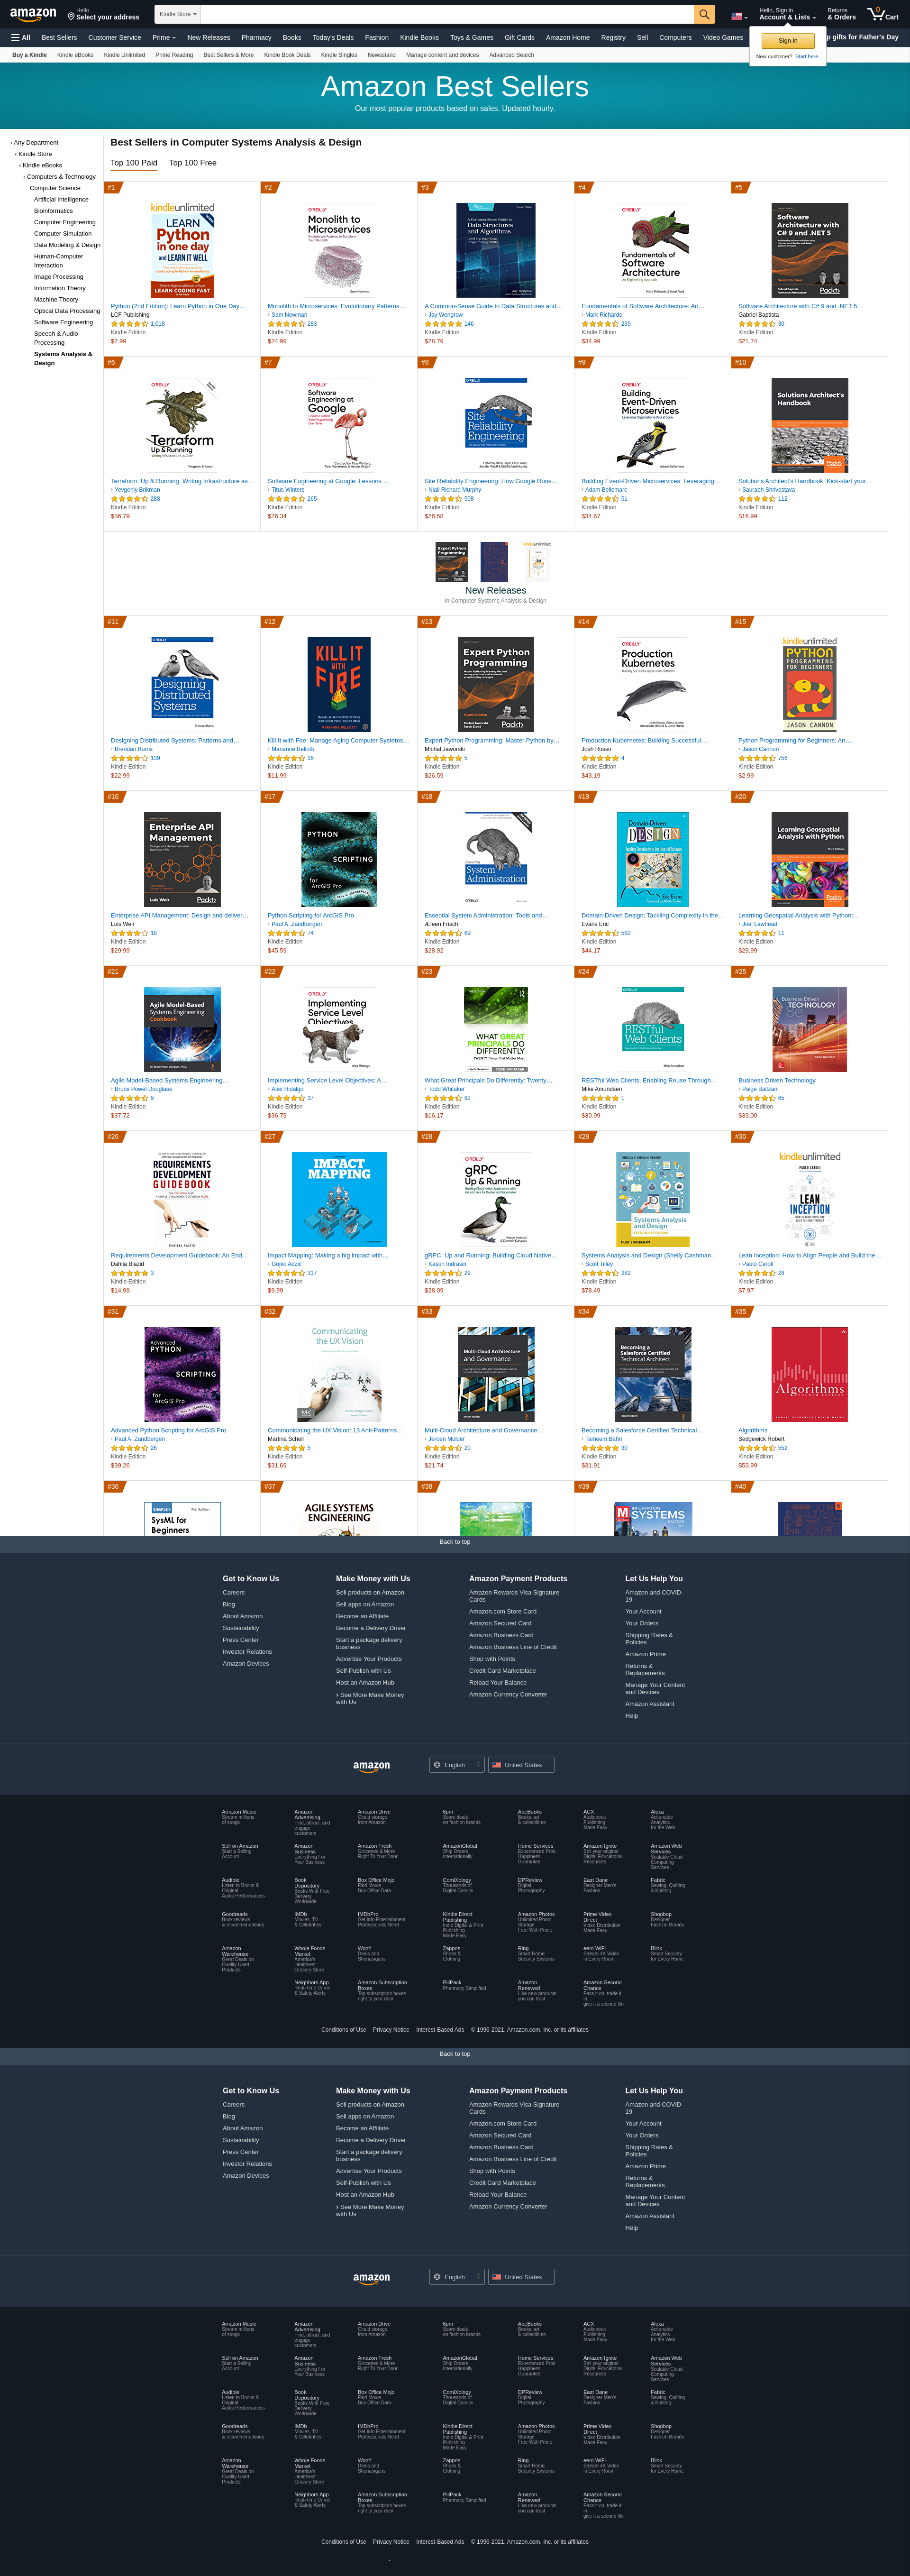 amazon
Hello
Select your address
Kindle Store
Hello, Sign in
Account & Lists
Returns
& Orders
0
Cart
All
Best Sellers
Customer Service
Prime
New Releases
Pharmacy
Books
Today's Deals
Fashion
Kindle Books
Toys & Games
Gift Cards
Amazon Home
Registry
Sell
Computers
Video Games
p gifts for Father's Day
Sign in
New customer? Start here.
Buy a Kindle
Kindle eBooks
Kindle Unlimited
Prime Reading
Best Sellers & More
Kindle Book Deals
Kindle Singles
Newsstand
Manage content and devices
Advanced Search
Amazon Best Sellers
Our most popular products based on sales. Updated hourly.
‹ Any Department
‹ Kindle Store
‹ Kindle eBooks
‹ Computers & Technology
Computer Science
Artificial Intelligence
Bioinformatics
Computer Engineering
Computer Simulation
Data Modeling & Design
Human-Computer
Interaction
Image Processing
Information Theory
Machine Theory
Optical Data Processing
Software Engineering
Speech & Audio
Processing
Systems Analysis &
Design
Best Sellers in Computer Systems Analysis & Design
Top 100 Paid
Top 100 Free
#1
Python (2nd Edition): Learn Python in One Day…
LCF Publishing
1,018
Kindle Edition
$2.99
#2
Monolith to Microservices: Evolutionary Patterns…
› Sam Newman
283
Kindle Edition
$24.99
#3
A Common-Sense Guide to Data Structures and…
› Jay Wengrow
146
Kindle Edition
$28.79
#4
Fundamentals of Software Architecture: An…
› Mark Richards
239
Kindle Edition
$34.99
#5
Software Architecture with C# 9 and .NET 5:…
Gabriel Baptista
30
Kindle Edition
$21.74
#6
Terraform: Up & Running: Writing Infrastructure as…
› Yevgeniy Brikman
288
Kindle Edition
$36.79
#7
Software Engineering at Google: Lessons…
› Titus Winters
265
Kindle Edition
$26.34
#8
Site Reliability Engineering: How Google Runs…
› Niall Richard Murphy
508
Kindle Edition
$26.58
#9
Building Event-Driven Microservices: Leveraging…
› Adam Bellemare
51
Kindle Edition
$34.67
#10
Solutions Architect's Handbook: Kick-start your…
› Saurabh Shrivastava
112
Kindle Edition
$16.99
New Releases
in Computer Systems Analysis & Design
#11
Designing Distributed Systems: Patterns and…
› Brendan Burns
139
Kindle Edition
$22.99
#12
Kill It with Fire: Manage Aging Computer Systems…
› Marianne Bellotti
16
Kindle Edition
$11.99
#13
Expert Python Programming: Master Python by…
Michał Jaworski
5
Kindle Edition
$26.59
#14
Production Kubernetes: Building Successful…
Josh Rosso
4
Kindle Edition
$43.19
#15
Python Programming for Beginners: An…
› Jason Cannon
756
Kindle Edition
$2.99
#16
Enterprise API Management: Design and deliver…
Luis Weir
18
Kindle Edition
$29.99
#17
Python Scripting for ArcGIS Pro
› Paul A. Zandbergen
74
Kindle Edition
$45.59
#18
Essential System Administration: Tools and…
Æleen Frisch
69
Kindle Edition
$28.92
#19
Domain-Driven Design: Tackling Complexity in the…
Evans Eric
562
Kindle Edition
$44.17
#20
Learning Geospatial Analysis with Python:…
› Joel Lawhead
11
Kindle Edition
$29.99
#21
Agile Model-Based Systems Engineering…
› Bruce Powel Douglass
9
Kindle Edition
$37.72
#22
Implementing Service Level Objectives: A…
› Alex Hidalgo
37
Kindle Edition
$36.79
#23
What Great Principals Do Differently: Twenty…
› Todd Whitaker
92
Kindle Edition
$16.17
#24
RESTful Web Clients: Enabling Reuse Through…
Mike Amundsen
1
Kindle Edition
$30.99
#25
Business Driven Technology
› Paige Baltzan
65
Kindle Edition
$33.00
#26
Requirements Development Guidebook: An End…
Dahlia Biazid
3
Kindle Edition
$14.99
#27
Impact Mapping: Making a big impact with…
› Gojko Adzic
317
Kindle Edition
$9.99
#28
gRPC: Up and Running: Building Cloud Native…
› Kasun Indrasiri
29
Kindle Edition
$28.09
#29
Systems Analysis and Design (Shelly Cashman…
› Scott Tilley
282
Kindle Edition
$78.49
#30
Lean Inception: How to Align People and Build the…
› Paulo Caroli
28
Kindle Edition
$7.97
#31
Advanced Python Scripting for ArcGIS Pro
› Paul A. Zandbergen
26
Kindle Edition
$39.26
#32
Communicating the UX Vision: 13 Anti-Patterns…
Martina Schell
5
Kindle Edition
$31.69
#33
Multi-Cloud Architecture and Governance:…
› Jeroen Mulder
20
Kindle Edition
$21.74
#34
Becoming a Salesforce Certified Technical…
› Tameem Bahri
30
Kindle Edition
$31.91
#35
Algorithms
Sedgewick Robert
552
Kindle Edition
$53.99
#36
SysML for
Beginners
#37
AGILE SYSTEMS
ENGINEERING
#38
#39
SYSTEMS
#40
Back to top
Get to Know Us
Careers
Blog
About Amazon
Sustainability
Press Center
Investor Relations
Amazon Devices
Make Money with Us
Sell products on Amazon
Sell apps on Amazon
Become an Affiliate
Become a Delivery Driver
Start a package delivery
business
Advertise Your Products
Self-Publish with Us
Host an Amazon Hub
› See More Make Money
with Us
Amazon Payment Products
Amazon Rewards Visa Signature
Cards
Amazon.com Store Card
Amazon Secured Card
Amazon Business Card
Amazon Business Line of Credit
Shop with Points
Credit Card Marketplace
Reload Your Balance
Amazon Currency Converter
Let Us Help You
Amazon and COVID-
19
Your Account
Your Orders
Shipping Rates &
Policies
Amazon Prime
Returns &
Replacements
Manage Your Content
and Devices
Amazon Assistant
Help
amazon
English
United States
Amazon Music
Stream millions
of songs
Amazon
Advertising
Find, attract, and
engage
customers
Amazon Drive
Cloud storage
from Amazon
6pm
Score deals
on fashion brands
AbeBooks
Books, art
& collectibles
ACX
Audiobook
Publishing
Made Easy
Alexa
Actionable
Analytics
for the Web
Sell on Amazon
Start a Selling
Account
Amazon
Business
Everything For
Your Business
Amazon Fresh
Groceries & More
Right To Your Door
AmazonGlobal
Ship Orders
Internationally
Home Services
Experienced Pros
Happiness
Guarantee
Amazon Ignite
Sell your original
Digital Educational
Resources
Amazon Web
Services
Scalable Cloud
Computing
Services
Audible
Listen to Books &
Original
Audio Performances
Book
Depository
Books With Free
Delivery
Worldwide
Box Office Mojo
Find Movie
Box Office Data
ComiXology
Thousands of
Digital Comics
DPReview
Digital
Photography
East Dane
Designer Men's
Fashion
Fabric
Sewing, Quilting
& Knitting
Goodreads
Book reviews
& recommendations
IMDb
Movies, TV
& Celebrities
IMDbPro
Get Info Entertainment
Professionals Need
Kindle Direct
Publishing
Indie Digital & Print
Publishing
Made Easy
Amazon Photos
Unlimited Photo
Storage
Free With Prime
Prime Video
Direct
Video Distribution
Made Easy
Shopbop
Designer
Fashion Brands
Amazon
Warehouse
Great Deals on
Quality Used
Products
Whole Foods
Market
America's
Healthiest
Grocery Store
Woot!
Deals and
Shenanigans
Zappos
Shoes &
Clothing
Ring
Smart Home
Security Systems
eero WiFi
Stream 4K Video
in Every Room
Blink
Smart Security
for Every Home
Neighbors App
Real-Time Crime
& Safety Alerts
Amazon Subscription
Boxes
Top subscription boxes –
right to your door
PillPack
Pharmacy Simplified
Amazon
Renewed
Like-new products
you can trust
Amazon Second
Chance
Pass it on, trade it
in,
give it a second life
Conditions of Use
Privacy Notice
Interest-Based Ads
© 1996-2021, Amazon.com, Inc. or its affiliates
Back to top
Get to Know Us
Careers
Blog
About Amazon
Sustainability
Press Center
Investor Relations
Amazon Devices
Make Money with Us
Sell products on Amazon
Sell apps on Amazon
Become an Affiliate
Become a Delivery Driver
Start a package delivery
business
Advertise Your Products
Self-Publish with Us
Host an Amazon Hub
› See More Make Money
with Us
Amazon Payment Products
Amazon Rewards Visa Signature
Cards
Amazon.com Store Card
Amazon Secured Card
Amazon Business Card
Amazon Business Line of Credit
Shop with Points
Credit Card Marketplace
Reload Your Balance
Amazon Currency Converter
Let Us Help You
Amazon and COVID-
19
Your Account
Your Orders
Shipping Rates &
Policies
Amazon Prime
Returns &
Replacements
Manage Your Content
and Devices
Amazon Assistant
Help
amazon
English
United States
Amazon Music
Stream millions
of songs
Amazon
Advertising
Find, attract, and
engage
customers
Amazon Drive
Cloud storage
from Amazon
6pm
Score deals
on fashion brands
AbeBooks
Books, art
& collectibles
ACX
Audiobook
Publishing
Made Easy
Alexa
Actionable
Analytics
for the Web
Sell on Amazon
Start a Selling
Account
Amazon
Business
Everything For
Your Business
Amazon Fresh
Groceries & More
Right To Your Door
AmazonGlobal
Ship Orders
Internationally
Home Services
Experienced Pros
Happiness
Guarantee
Amazon Ignite
Sell your original
Digital Educational
Resources
Amazon Web
Services
Scalable Cloud
Computing
Services
Audible
Listen to Books &
Original
Audio Performances
Book
Depository
Books With Free
Delivery
Worldwide
Box Office Mojo
Find Movie
Box Office Data
ComiXology
Thousands of
Digital Comics
DPReview
Digital
Photography
East Dane
Designer Men's
Fashion
Fabric
Sewing, Quilting
& Knitting
Goodreads
Book reviews
& recommendations
IMDb
Movies, TV
& Celebrities
IMDbPro
Get Info Entertainment
Professionals Need
Kindle Direct
Publishing
Indie Digital & Print
Publishing
Made Easy
Amazon Photos
Unlimited Photo
Storage
Free With Prime
Prime Video
Direct
Video Distribution
Made Easy
Shopbop
Designer
Fashion Brands
Amazon
Warehouse
Great Deals on
Quality Used
Products
Whole Foods
Market
America's
Healthiest
Grocery Store
Woot!
Deals and
Shenanigans
Zappos
Shoes &
Clothing
Ring
Smart Home
Security Systems
eero WiFi
Stream 4K Video
in Every Room
Blink
Smart Security
for Every Home
Neighbors App
Real-Time Crime
& Safety Alerts
Amazon Subscription
Boxes
Top subscription boxes –
right to your door
PillPack
Pharmacy Simplified
Amazon
Renewed
Like-new products
you can trust
Amazon Second
Chance
Pass it on, trade it
in,
give it a second life
Conditions of Use
Privacy Notice
Interest-Based Ads
© 1996-2021, Amazon.com, Inc. or its affiliates